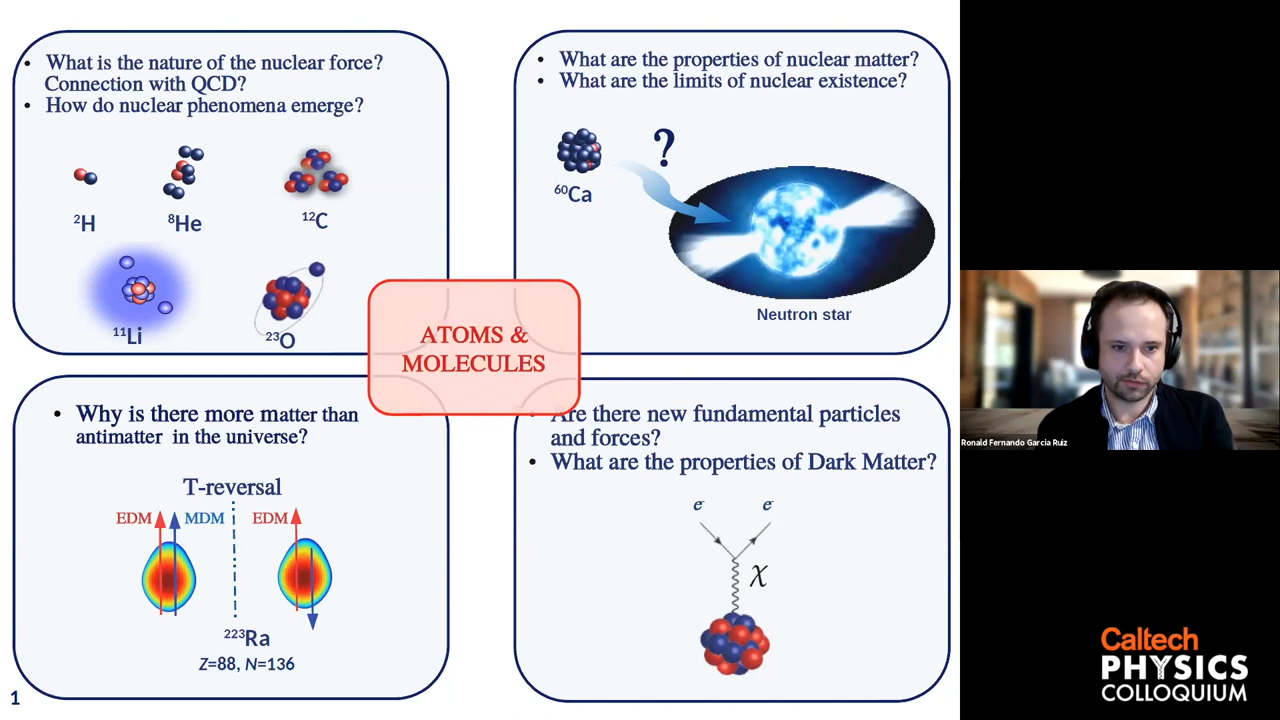 • What is the nature of the nuclear force?
Connection with QCD?
• How do nuclear phenomena emerge?
²H
⁸He
¹²C
¹¹Li
²³O
• What are the properties of nuclear matter?
• What are the limits of nuclear existence?
?
⁶⁰Ca
Neutron star
ATOMS &
MOLECULES
• Why is there more matter than
antimatter in the universe?
T-reversal
EDM MDM EDM
²²³Ra
Z=88, N=136
• Are there new fundamental particles
and forces?
• What are the properties of Dark Matter?
e⁻ e⁻
χ
1
Ronald Fernando Garcia Ruiz
Caltech
PHYSICS
COLLOQUIUM